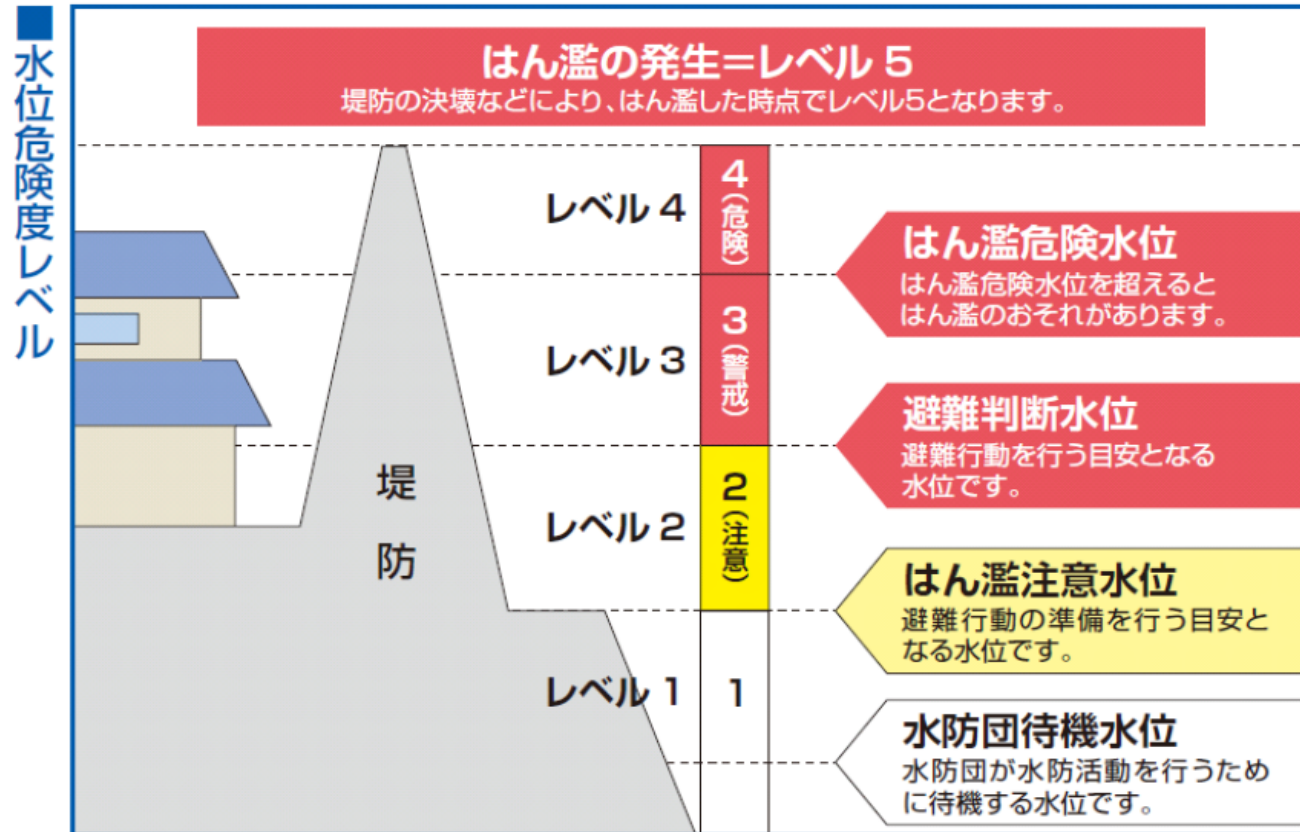 ■水位危険度レベル
はん濫の発生=レベル 5
堤防の決壊などにより、はん濫した時点でレベル5となります。
レベル 4
4(危険)
はん濫危険水位
はん濫危険水位を超えると
はん濫のおそれがあります。
レベル 3
3(警戒)
避難判断水位
避難行動を行う目安となる
水位です。
堤防
レベル 2
2(注意)
はん濫注意水位
避難行動の準備を行う目安と
なる水位です。
レベル 1
1
水防団待機水位
水防団が水防活動を行うため
に待機する水位です。